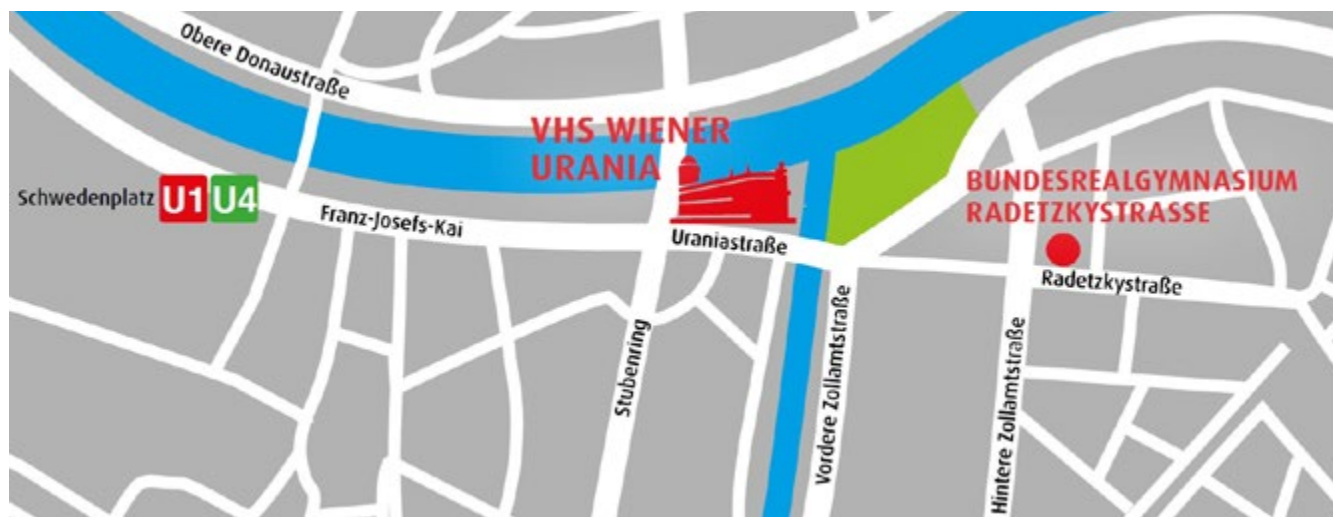 Obere Donaustraße
VHS WIENER
URANIA
Schwedenplatz U1 U4
Franz-Josefs-Kai
Uraniastraße
BUNDESREALGYMNASIUM
RADETZKYSTRASSE
Radetzkystraße
Stubenring
Vordere Zollamtstraße
Hintere Zollamtstraße